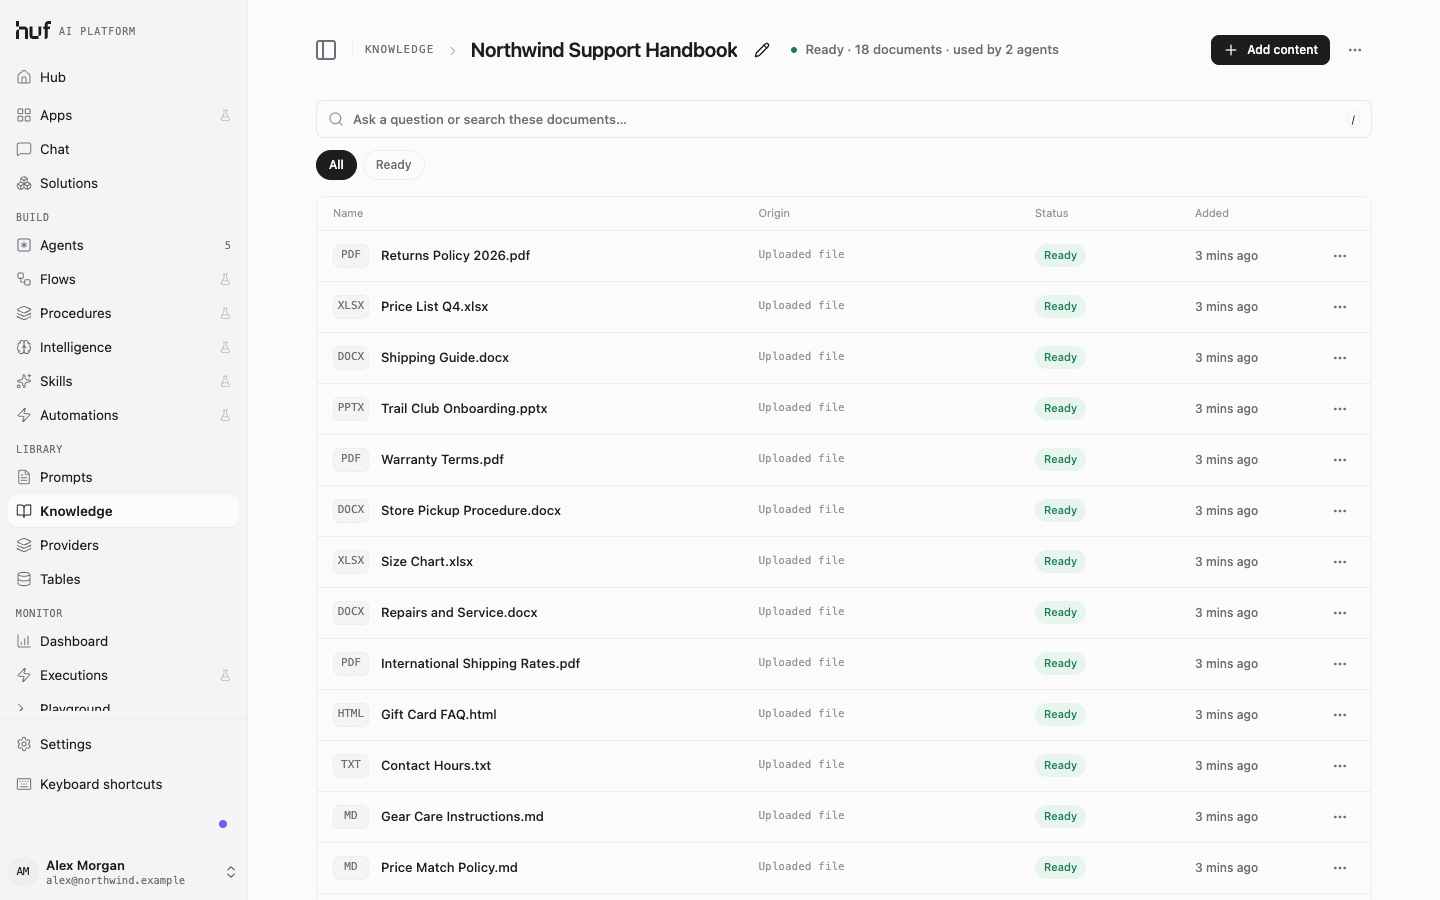 huf AI PLATFORM
Hub
Apps
Chat
Solutions
BUILD
Agents 5
Flows
Procedures
Intelligence
Skills
Automations
LIBRARY
Prompts
Knowledge
Providers
Tables
MONITOR
Dashboard
Executions
Playground
Settings
Keyboard shortcuts
AM Alex Morgan
alex@northwind.example
KNOWLEDGE > Northwind Support Handbook Ready · 18 documents · used by 2 agents + Add content
Ask a question or search these documents... /
All Ready
Name Origin Status Added
PDF Returns Policy 2026.pdf Uploaded file Ready 3 mins ago
XLSX Price List Q4.xlsx Uploaded file Ready 3 mins ago
DOCX Shipping Guide.docx Uploaded file Ready 3 mins ago
PPTX Trail Club Onboarding.pptx Uploaded file Ready 3 mins ago
PDF Warranty Terms.pdf Uploaded file Ready 3 mins ago
DOCX Store Pickup Procedure.docx Uploaded file Ready 3 mins ago
XLSX Size Chart.xlsx Uploaded file Ready 3 mins ago
DOCX Repairs and Service.docx Uploaded file Ready 3 mins ago
PDF International Shipping Rates.pdf Uploaded file Ready 3 mins ago
HTML Gift Card FAQ.html Uploaded file Ready 3 mins ago
TXT Contact Hours.txt Uploaded file Ready 3 mins ago
MD Gear Care Instructions.md Uploaded file Ready 3 mins ago
MD Price Match Policy.md Uploaded file Ready 3 mins ago